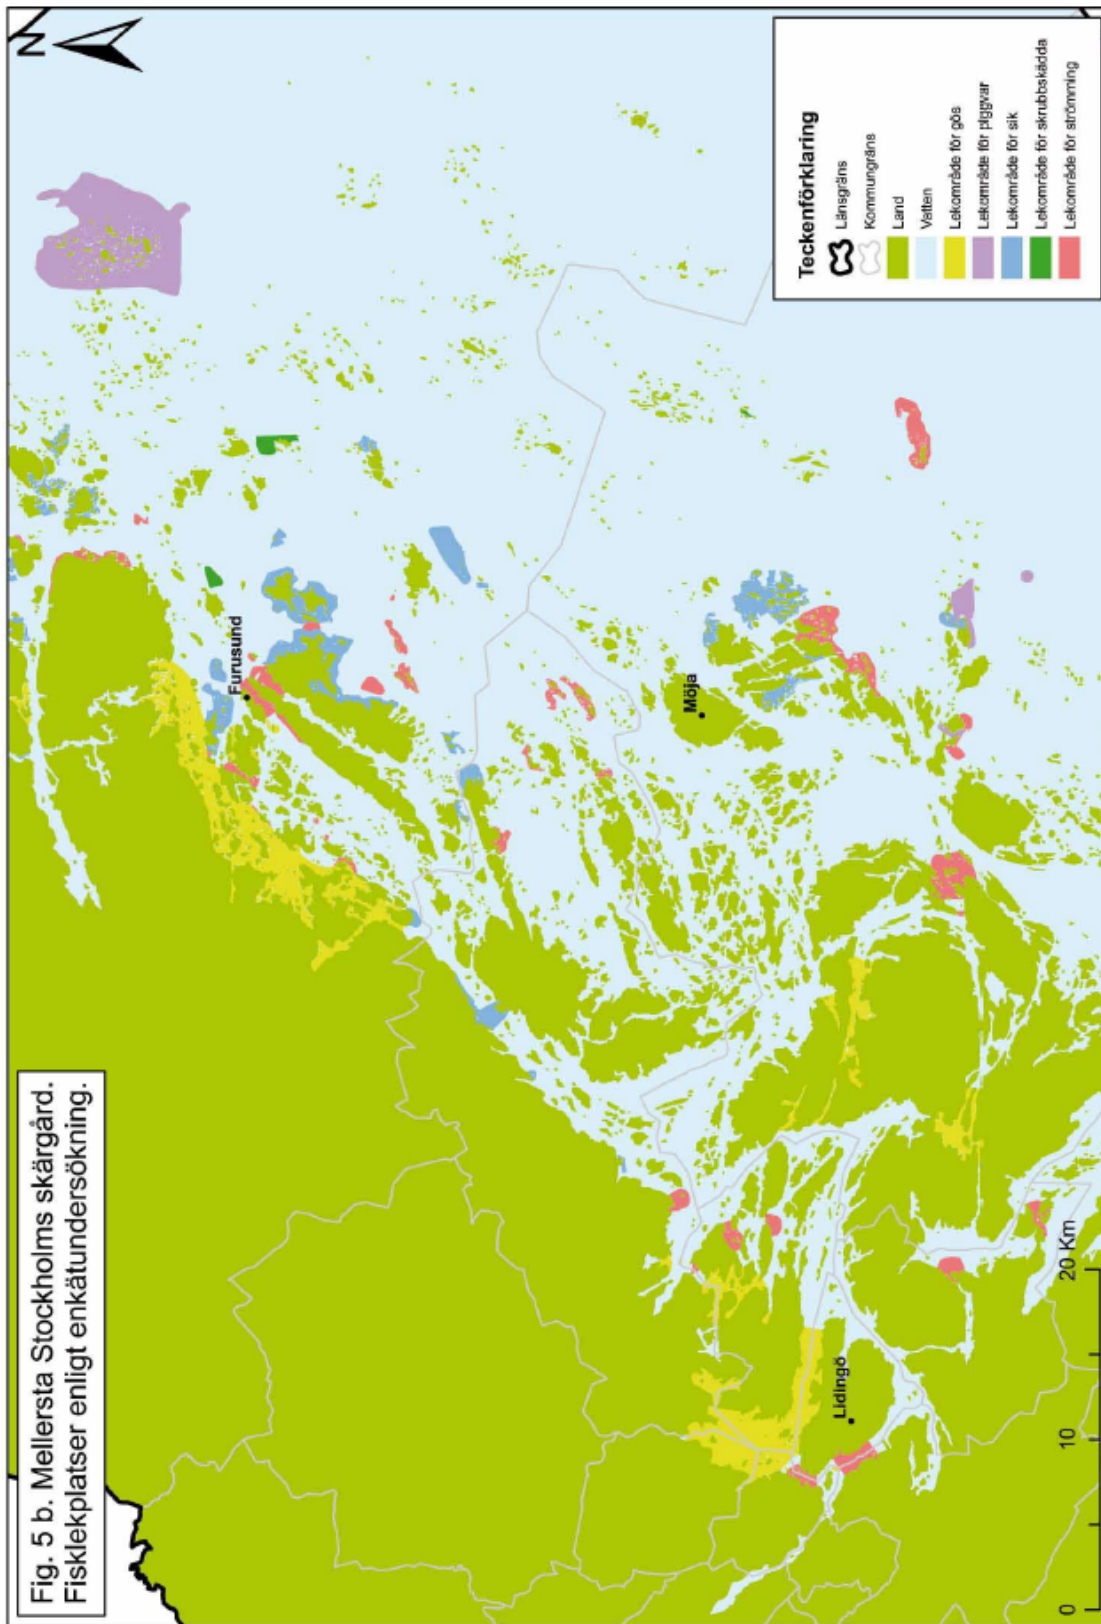 Fig. 5 b. Mellersta Stockholms skärgård.
Fisklekplatser enligt enkätundersökning.
N
Furusund
Möja
Lidingö
Teckenförklaring
Länsgräns
Kommungräns
Land
Vatten
Lekområde för gös
Lekområde för piggvar
Lekområde för sik
Lekområde för skrubbskädda
Lekområde för strömming
0 10 20 Km